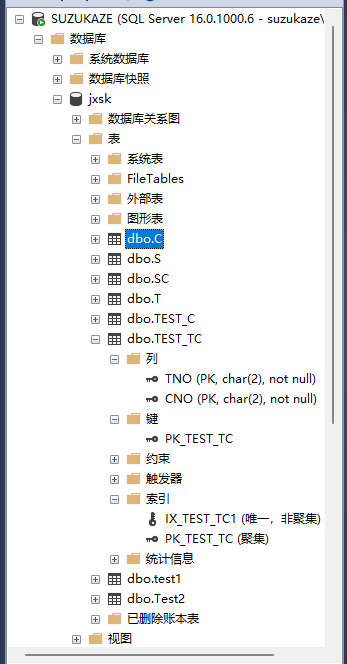 SUZUKAZE (SQL Server 16.0.1000.6 - suzukaze\
数据库
系统数据库
数据库快照
jxsk
数据库关系图
表
系统表
FileTables
外部表
图形表
dbo.C
dbo.S
dbo.SC
dbo.T
dbo.TEST_C
dbo.TEST_TC
列
TNO (PK, char(2), not null)
CNO (PK, char(2), not null)
键
PK_TEST_TC
约束
触发器
索引
IX_TEST_TC1 (唯一，非聚集)
PK_TEST_TC (聚集)
统计信息
dbo.test1
dbo.Test2
已删除账本表
视图